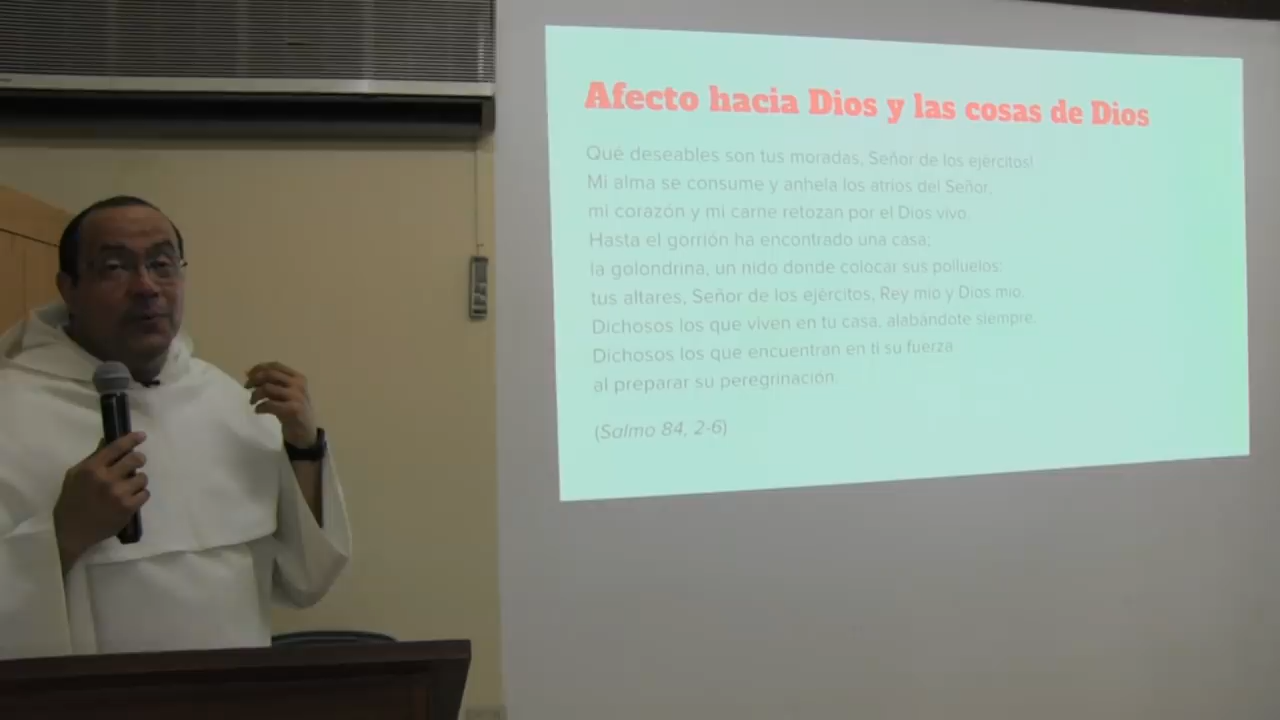 Afecto hacia Dios y las cosas de Dios
Qué deseables son tus moradas, Señor de los ejércitos!
Mi alma se consume y anhela los atrios del Señor,
mi corazón y mi carne retozan por el Dios vivo.
Hasta el gorrión ha encontrado una casa;
la golondrina, un nido donde colocar sus polluelos:
tus altares, Señor de los ejércitos, Rey mío y Dios mío.
Dichosos los que viven en tu casa, alabándote siempre.
Dichosos los que encuentran en ti su fuerza
al preparar su peregrinación.
(Salmo 84, 2-6)